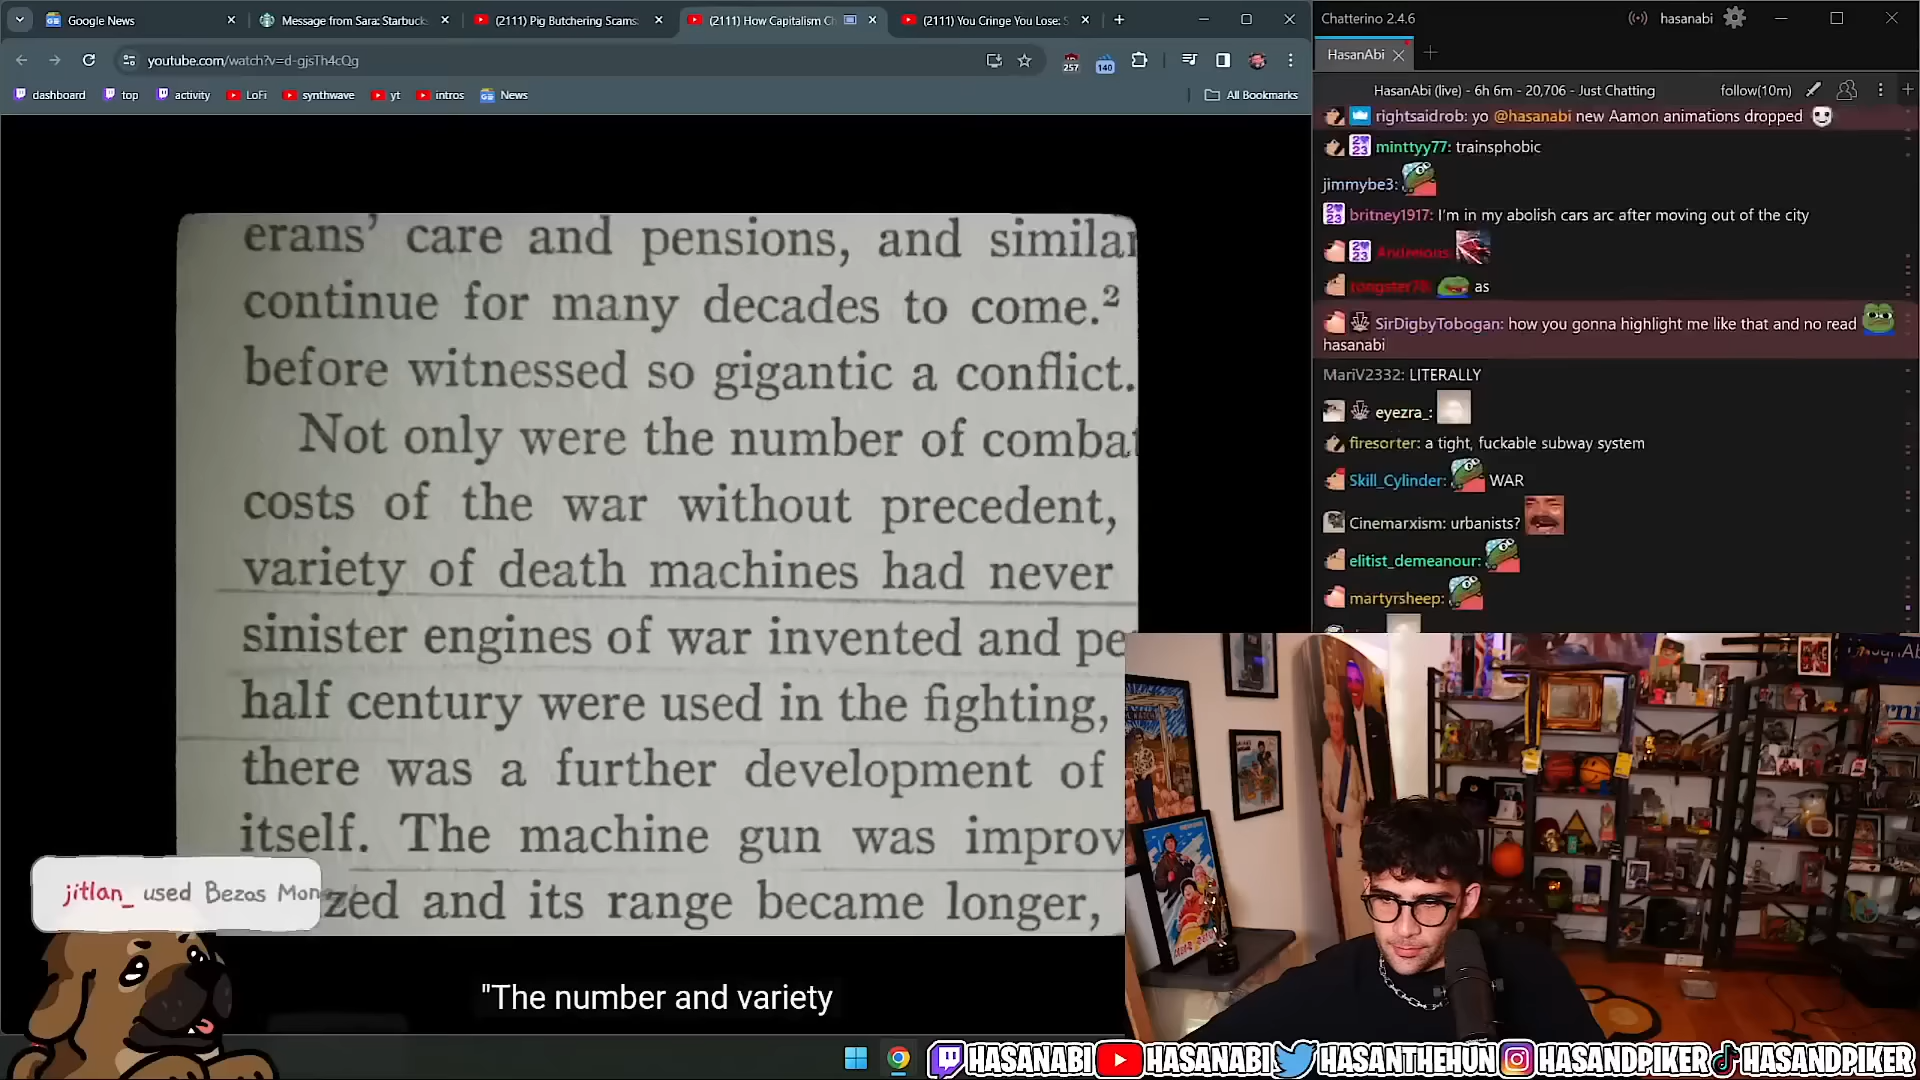 Google News
Message from Sara: Starbucks
(2111) Pig Butchering Scams:
(2111) How Capitalism C
(2111) You Cringe You Lose:
youtube.com/watch?v=d-gjsTh4cQg
257
140
dashboard
top
activity
LoFi
synthwave
yt
intros
News
All Bookmarks
erans’ care and pensions, and similar
continue for many decades to come.²
before witnessed so gigantic a conflict.
Not only were the number of combat
costs of the war without precedent,
variety of death machines had never
sinister engines of war invented and pe
half century were used in the fighting,
there was a further development of
itself. The machine gun was improv
zed and its range became longer,
jitlan_ used Bezos Mon
"The number and variety
Chatterino 2.4.6
hasanabi
HasanAbi
HasanAbi (live) - 6h 6m - 20,706 - Just Chatting
follow(10m)
rightsaidrob: yo @hasanabi new Aamon animations dropped
minttyy77: trainsphobic
jimmybe3:
britney1917: I'm in my abolish cars arc after moving out of the city
as
SirDigbyTobogan: how you gonna highlight me like that and no read
hasanabi
MariV2332: LITERALLY
eyezra_:
firesorter: a tight, fuckable subway system
Skill_Cylinder: WAR
Cinemarxism: urbanists?
elitist_demeanour:
martyrsheep:
HASANABI
HASANABI
HASANTHEHUN
HASANDPIKER
HASANDPIKER